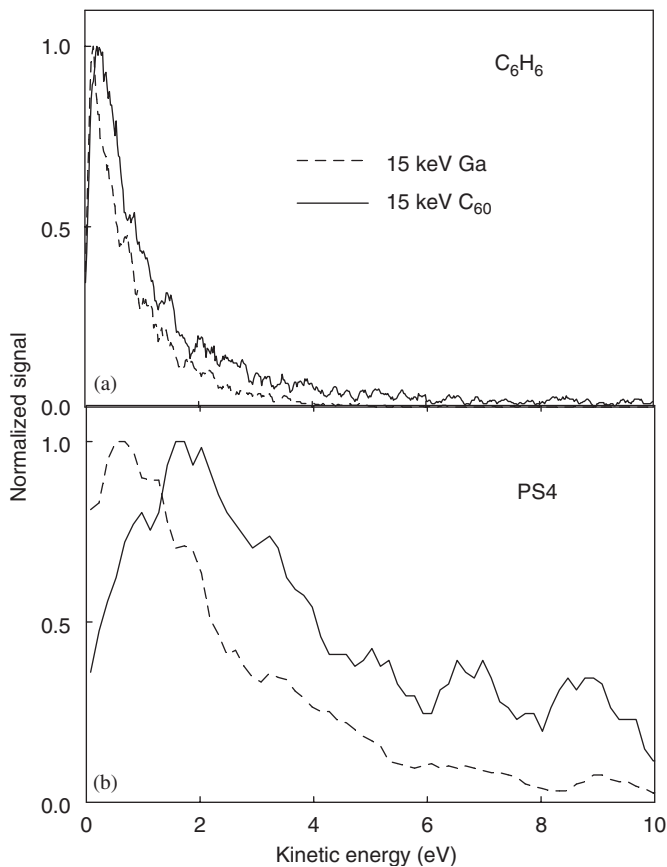 1.0
C₆H₆
15 keV Ga
15 keV C₆₀
0.5
Normalized signal
(a)
0.0
1.0
PS4
0.5
(b)
0.0
0 2 4 6 8 10
Kinetic energy (eV)